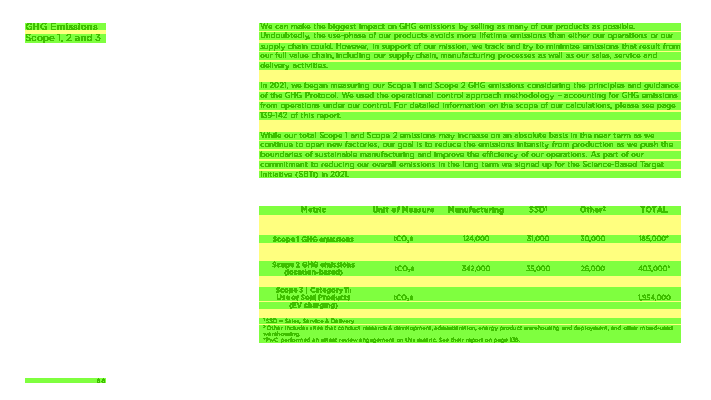 GHG Emissions
Scope 1, 2 and 3
We can make the biggest impact on GHG emissions by selling as many of our products as possible.
Undoubtedly, the use-phase of our products avoids more lifetime emissions than either our operations or our
supply chain could. However, in support of our mission, we track and try to minimize emissions that result from
our full value chain, including our supply chain, manufacturing processes as well as our sales, service and
delivery activities.
In 2021, we began measuring our Scope 1 and Scope 2 GHG emissions considering the principles and guidance
of the GHG Protocol. We used the operational control approach methodology – accounting for GHG emissions
from operations under our control. For detailed information on the scope of our calculations, please see page
139-142 of this report.
While our total Scope 1 and Scope 2 emissions may increase on an absolute basis in the near term as we
continue to open new factories, our goal is to reduce the emissions intensity from production as we push the
boundaries of sustainable manufacturing and improve the efficiency of our operations. As part of our
commitment to reducing our overall emissions in the long term we signed up for the Science-Based Target
Initiative (SBTi) in 2021.
Metric Unit of Measure Manufacturing SSD¹ Other² TOTAL
Scope 1 GHG emissions tCO₂e 124,000 31,000 30,000 185,000*
Scope 2 GHG emissions
(location-based) tCO₂e 342,000 35,000 26,000 403,000*
Scope 3 | Category 11:
Use of Sold Products tCO₂e 1,954,000
(EV charging)
¹SSD = Sales, Service & Delivery
² Other includes sites that conduct research & development, administration, energy product warehousing and deployment, and other mixed-used
warehousing.
*PwC performed an attest review engagement on this metric. See their report on page 139.